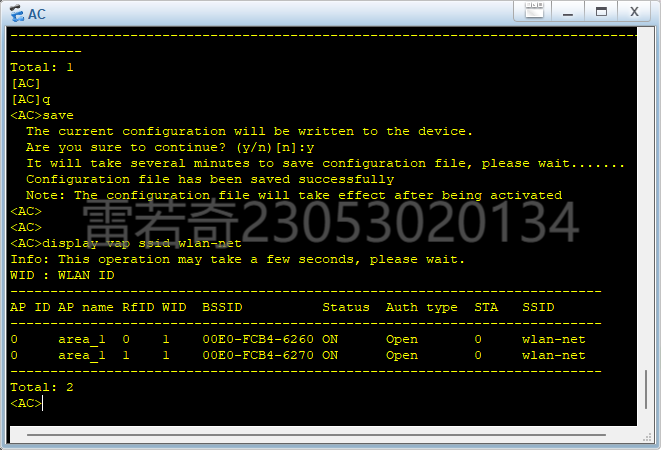 AC
--------------------------------------------------------------------------------
---------
Total: 1
[AC]
[AC]q
<AC>save
  The current configuration will be written to the device.
  Are you sure to continue? (y/n)[n]:y
  It will take several minutes to save configuration file, please wait.......
  Configuration file has been saved successfully
  Note: The configuration file will take effect after being activated
<AC>
<AC>
雷若奇23053020134
<AC>display vap ssid wlan-net
Info: This operation may take a few seconds, please wait.
WID : WLAN ID
--------------------------------------------------------------------------
AP ID AP name RfID WID  BSSID          Status  Auth type  STA   SSID
--------------------------------------------------------------------------
0     area_1  0    1    00E0-FCB4-6260 ON      Open       0     wlan-net
0     area_1  1    1    00E0-FCB4-6270 ON      Open       0     wlan-net
--------------------------------------------------------------------------
Total: 2
<AC>